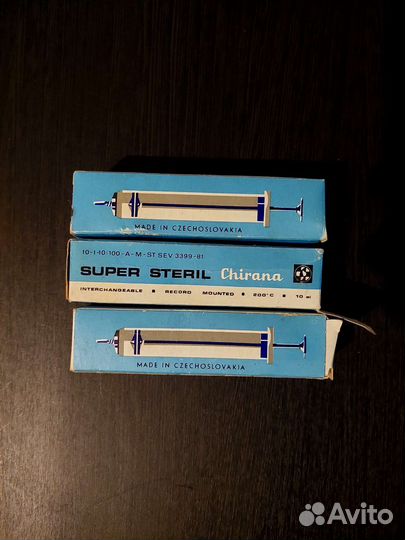 MADE IN CZECHOSLOVAKIA
10-I-10-100-A-M-ST SEV 3399-81
SUPER STERIL Chirana
INTERCHANGEABLE ■ RECORD MOUNTED ■ 200°C ■ 10 ml
MADE IN CZECHOSLOVAKIA
Avito